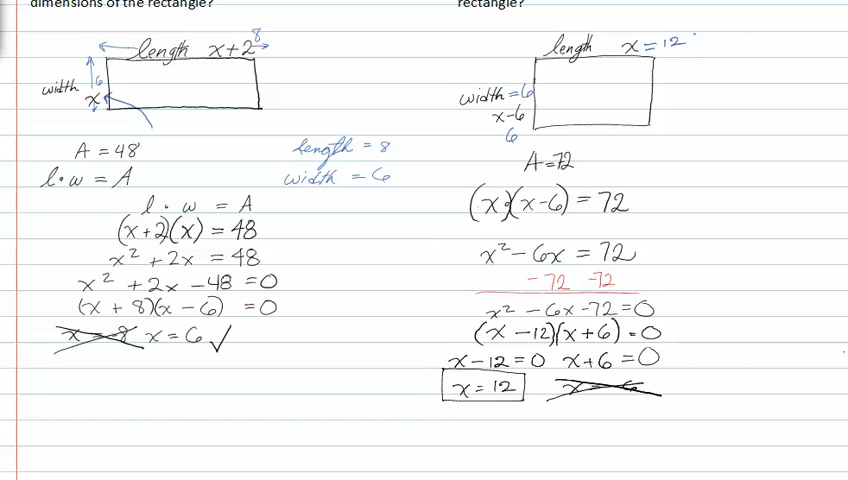 dimensions of the rectangle?
length x+2 8
width 6
x
A = 48
l·w = A
length = 8
width = 6
l · w = A
(x+2)(x) = 48
x² + 2x = 48
x² + 2x -48 =0
(x + 8)(x - 6) =0
x = -8 x = 6 ✓
rectangle?
length x = 12
width = 6
x-6
6
A=72
(x)(x-6) = 72
x² - 6x = 72
-72 -72
x² - 6x -72=0
(x -12)(x+6) =0
x-12=0 x+6 =0
x = 12 x = -6